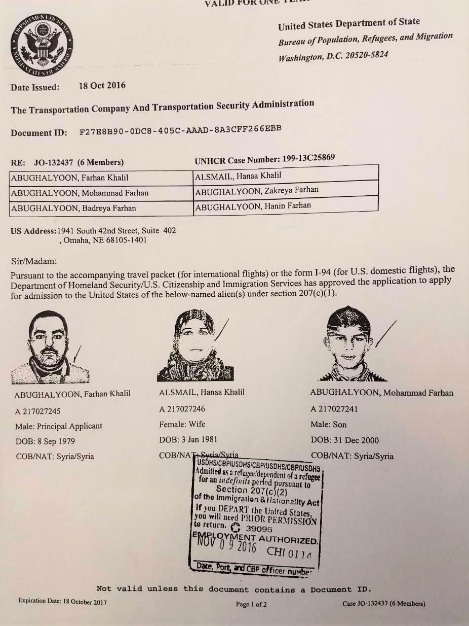 VALID FOR ONE YEAR
United States Department of State
Bureau of Population, Refugees, and Migration
Washington, D.C. 20520-5824
Date Issued: 18 Oct 2016
The Transportation Company And Transportation Security Administration
Document ID: F27E8B90-0DC8-405C-AAAD-8A3CFF266EBB
RE: JO-132437 (6 Members) UNHCR Case Number: 199-13C25869
ABUGHALYOON, Farhan Khalil ALSMAIL, Hansa Khalil
ABUGHALYOON, Mohammad Farhan ABUGHALYOON, Zakreya Farhan
ABUGHALYOON, Badreya Farhan ABUGHALYOON, Hanin Farhan
US Address:1941 South 42nd Street, Suite 402
, Omaha, NE 68105-1401
Sir/Madam:
Pursuant to the accompanying travel packet (for international flights) or the form I-94 (for U.S. domestic flights), the
Department of Homeland Security/U.S. Citizenship and Immigration Services has approved the application to apply
for admission to the United States of the below-named alien(s) under section 207(c)(1).
ABUGHALYOON, Farhan Khalil ALSMAIL, Hansa Khalil ABUGHALYOON, Mohammad Farhan
A 217027245 A 217027246 A 217027241
Male: Principal Applicant Female: Wife Male: Son
DOB: 8 Sep 1979 DOB: 3 Jan 1981 DOB: 31 Dec 2000
COB/NAT: Syria/Syria COB/NAT: Syria/Syria COB/NAT: Syria/Syria
USDHS/CBP/USDHS/CBP/USDHS/CBP/USDHS
Admitted as a refugee/dependent of a refugee
for an indefinite period pursuant to
Section 207(c)(2)
of the Immigration & Nationality Act
If you DEPART the United States,
you will need PRIOR PERMISSION
to return. C 39095
EMPLOYMENT AUTHORIZED.
NOV 09 2016 CHI 0114
Date, Port, and CBP officer number
Not valid unless this document contains a Document ID.
Expiration Date: 18 October 2017 Page 1 of 2 Case JO-132437 (6 Members)